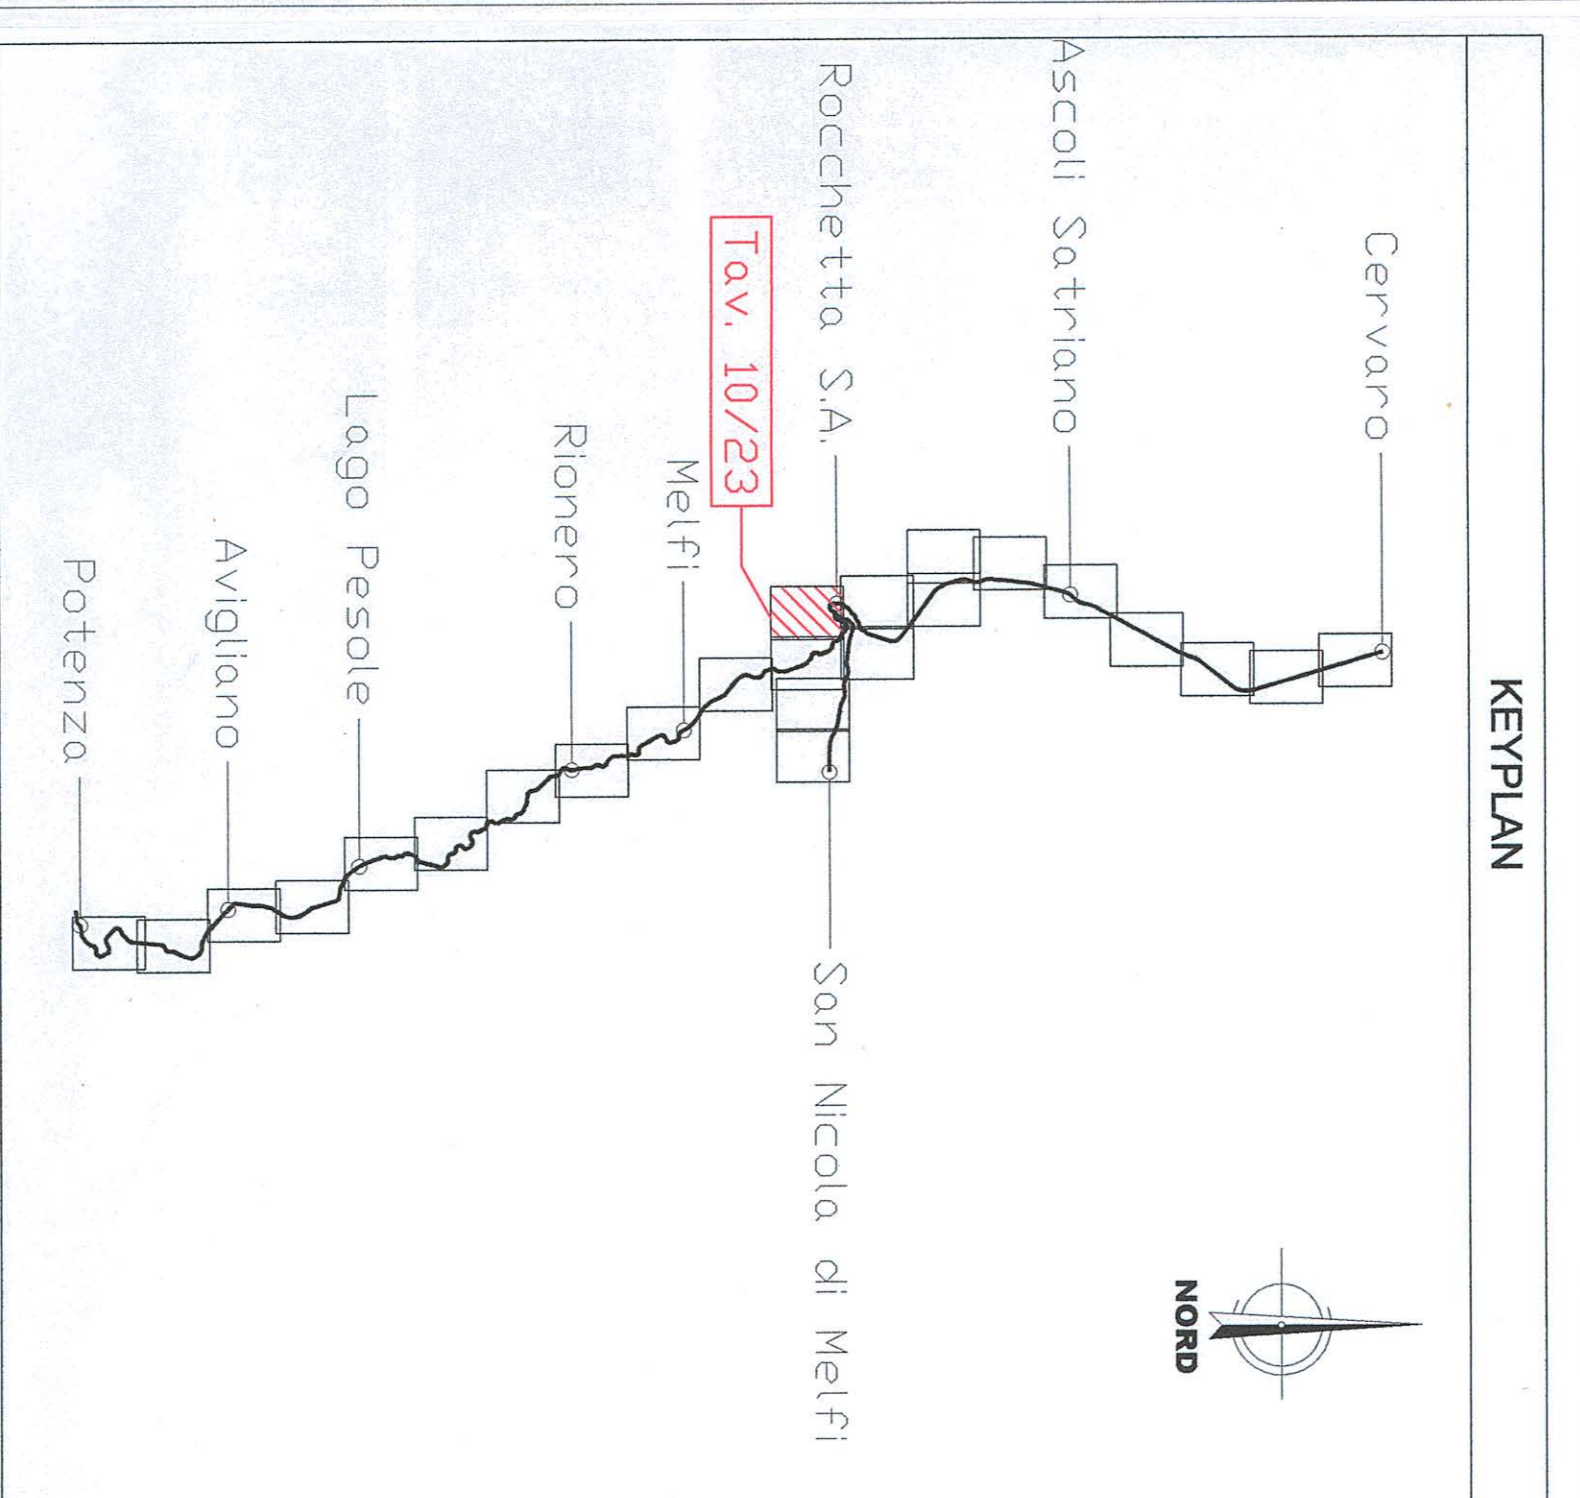 KEYPLAN
Cervaro
Ascoli Satriano
Rocchetta S.A.
Tav. 10/23
San Nicola di Melfi
Melfi
Rionero
Lago Pesole
Avigliano
Potenza
NORD